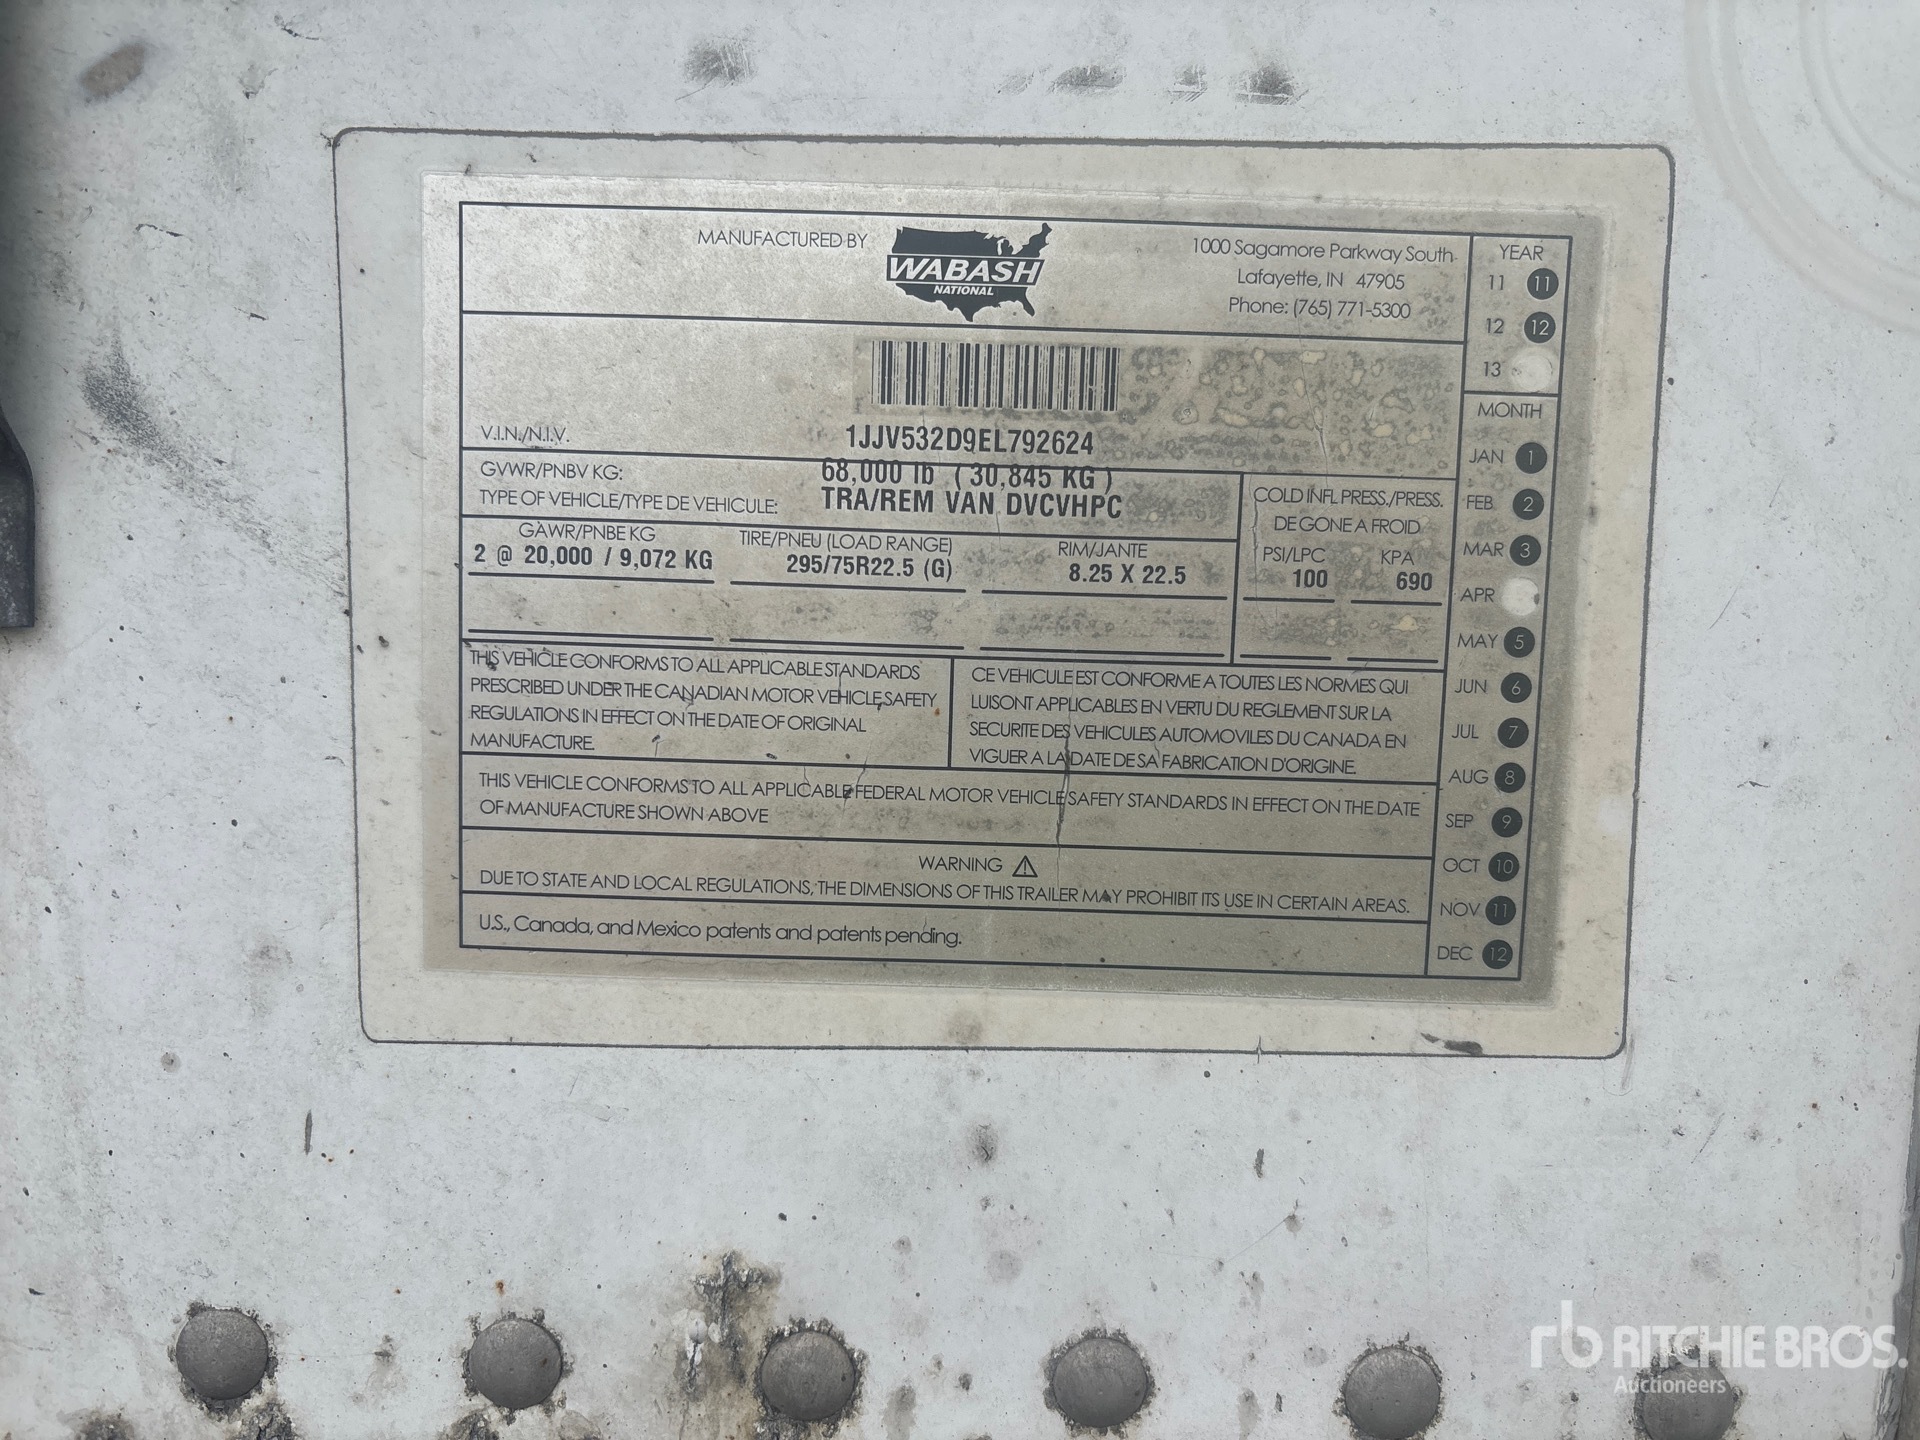 MANUFACTURED BY
WABASH
NATIONAL
1000 Sagamore Parkway South
Lafayette, IN 47905
Phone: (765) 771-5300
V.I.N./N.I.V.
1JJV532D9EL792624
GVWR/PNBV KG: 68,000 lb (30,845 KG)
TYPE OF VEHICLE/TYPE DE VEHICULE: TRA/REM VAN DVCVHPC
GAWR/PNBE KG
2 @ 20,000 / 9,072 KG
TIRE/PNEU (LOAD RANGE)
295/75R22.5 (G)
RIM/JANTE
8.25 X 22.5
COLD INFL PRESS./PRESS.
DE GONE A FROID
PSI/LPC KPA
100 690
THIS VEHICLE CONFORMS TO ALL APPLICABLE STANDARDS
PRESCRIBED UNDER THE CANADIAN MOTOR VEHICLE SAFETY
REGULATIONS IN EFFECT ON THE DATE OF ORIGINAL
MANUFACTURE.
CE VEHICULE EST CONFORME A TOUTES LES NORMES QUI
LUISONT APPLICABLES EN VERTU DU REGLEMENT SUR LA
SECURITE DES VEHICULES AUTOMOVILES DU CANADA EN
VIGUER A LA DATE DE SA FABRICATION D'ORIGINE.
THIS VEHICLE CONFORMS TO ALL APPLICABLE FEDERAL MOTOR VEHICLE SAFETY STANDARDS IN EFFECT ON THE DATE
OF MANUFACTURE SHOWN ABOVE
WARNING
DUE TO STATE AND LOCAL REGULATIONS, THE DIMENSIONS OF THIS TRAILER MAY PROHIBIT ITS USE IN CERTAIN AREAS.
U.S., Canada, and Mexico patents and patents pending.
YEAR
11 11
12 12
13
MONTH
JAN 1
FEB 2
MAR 3
APR
MAY 5
JUN 6
JUL 7
AUG 8
SEP 9
OCT 10
NOV 11
DEC 12
rb RITCHIE BROS.
Auctioneers